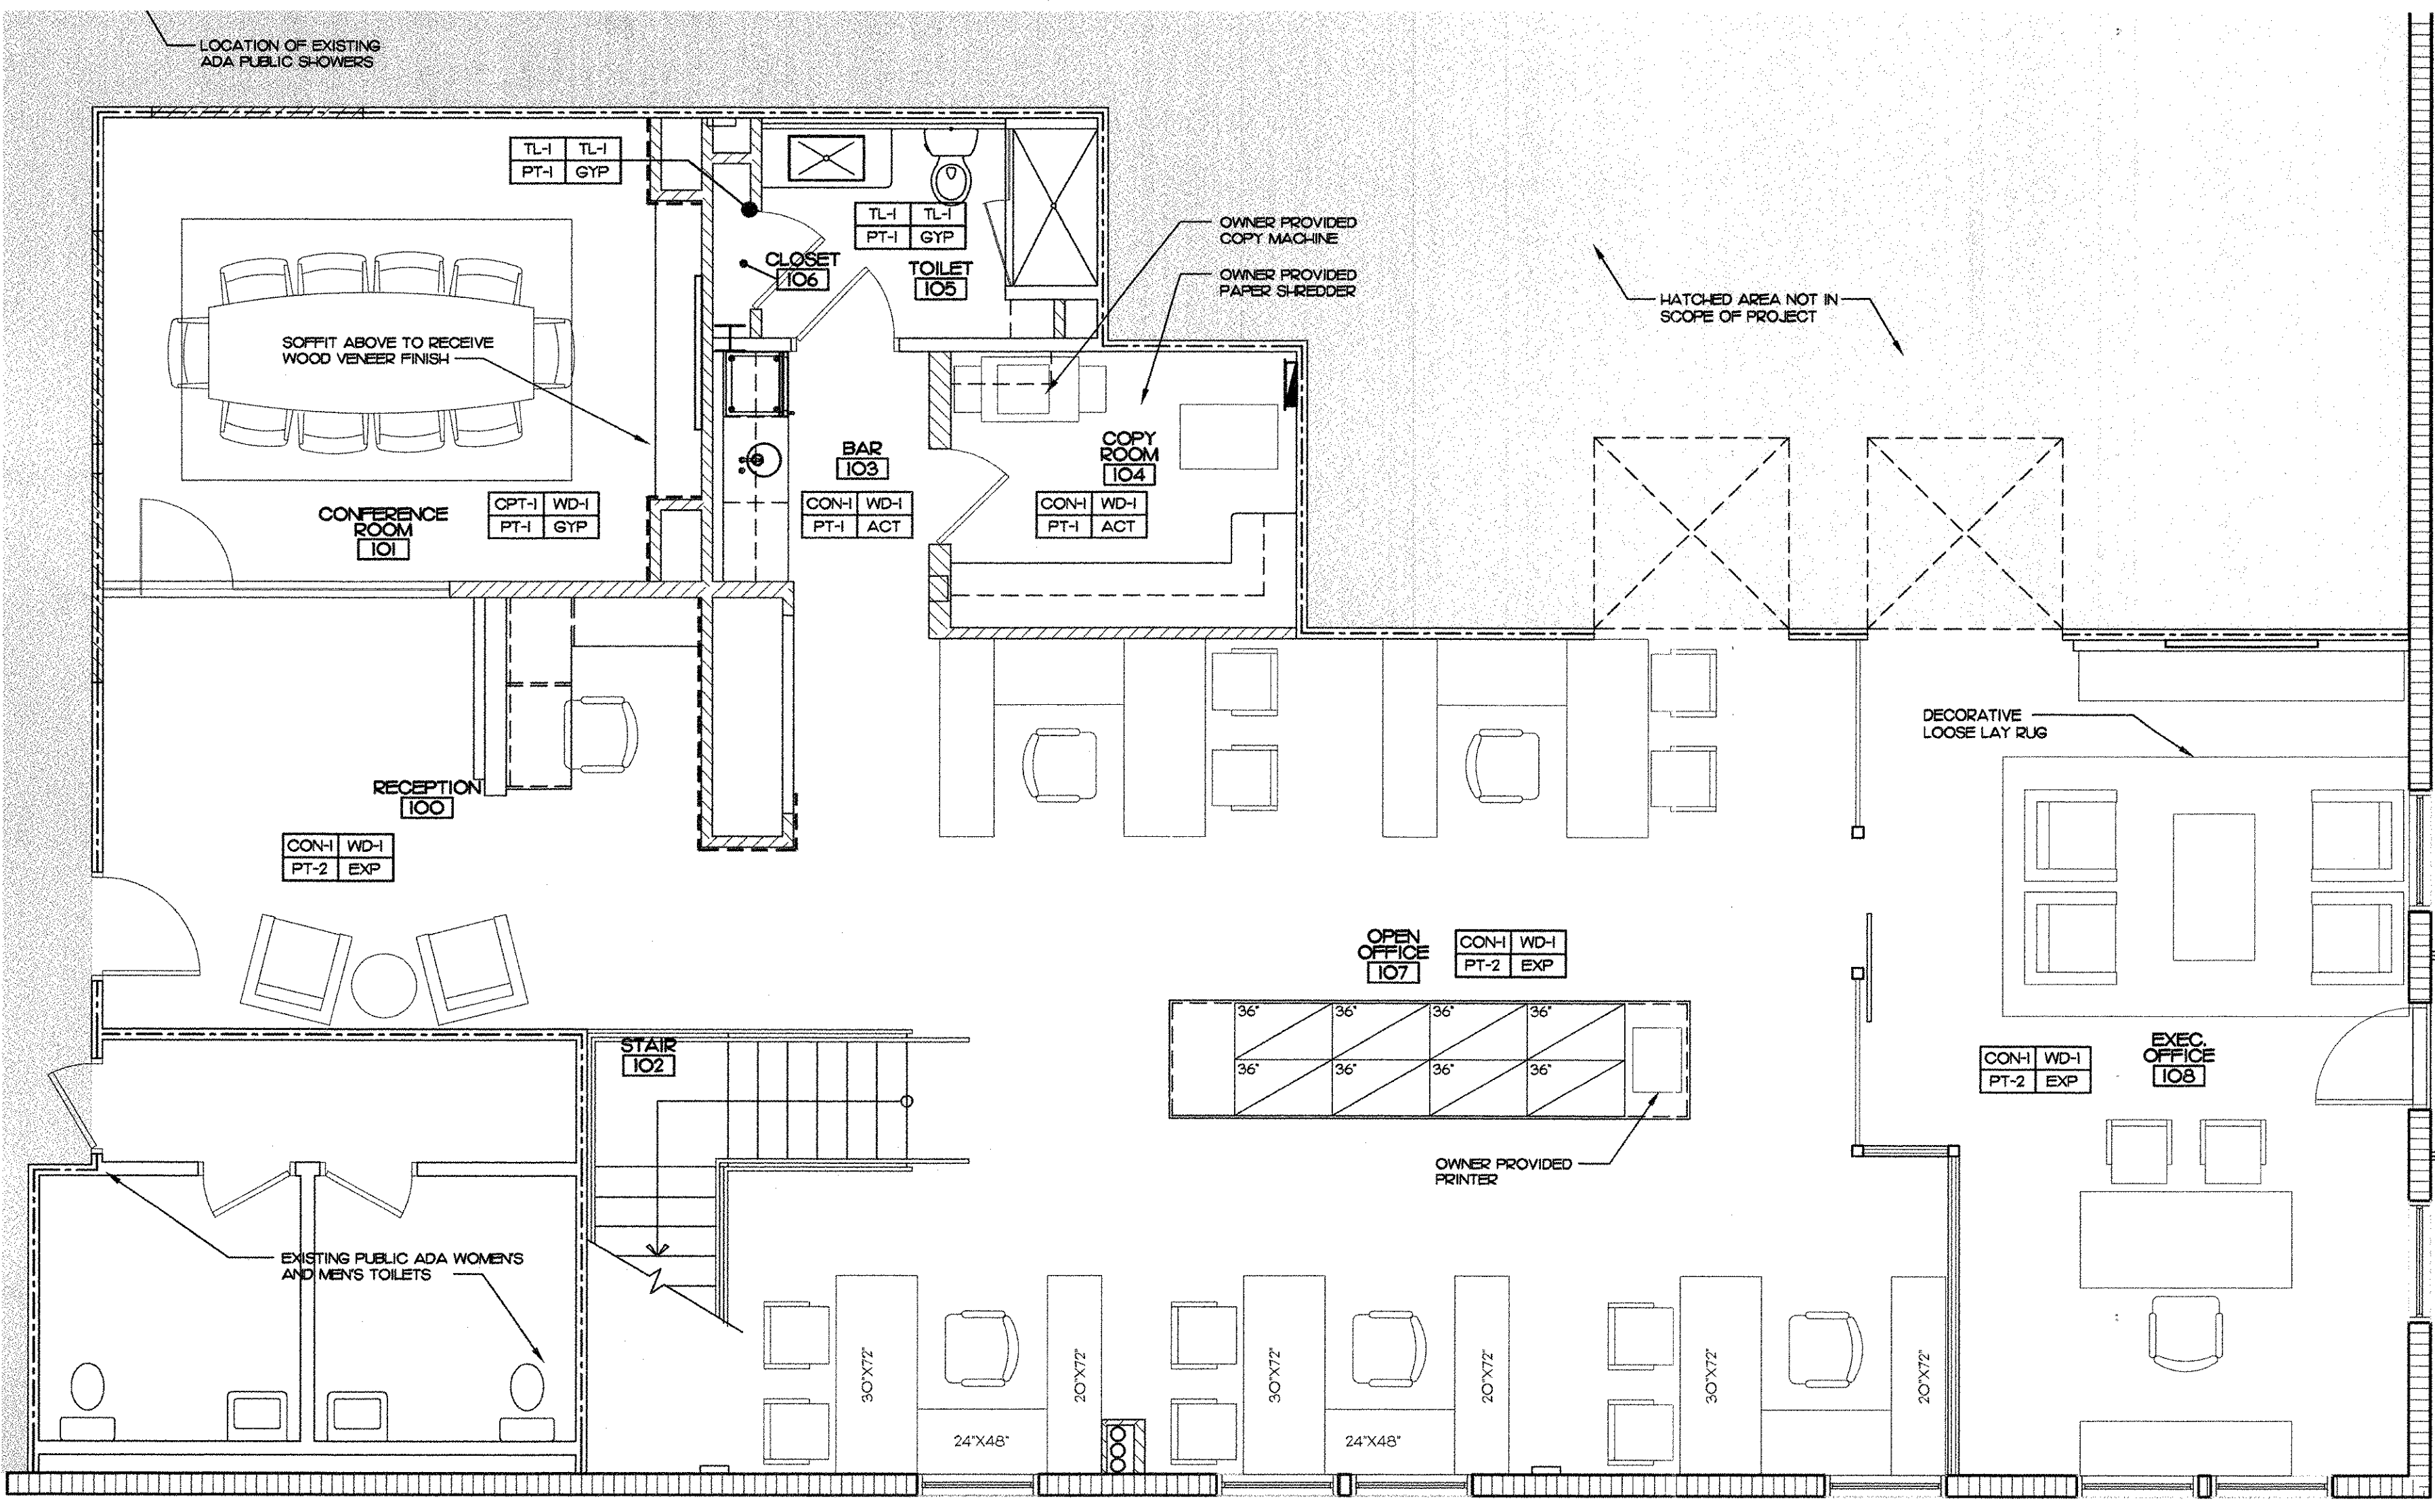 LOCATION OF EXISTING
ADA PUBLIC SHOWERS
TL-1 TL-1
PT-1 GYP
TL-1 TL-1
PT-1 GYP
CLOSET
106
TOILET
105
OWNER PROVIDED
COPY MACHINE
OWNER PROVIDED
PAPER SHREDDER
HATCHED AREA NOT IN
SCOPE OF PROJECT
SOFFIT ABOVE TO RECEIVE
WOOD VENEER FINISH
BAR
103
COPY
ROOM
104
CONFERENCE
ROOM
101
CPT-1 WD-1
PT-1 GYP
CON-1 WD-1
PT-1 ACT
CON-1 WD-1
PT-1 ACT
DECORATIVE
LOOSE LAY RUG
RECEPTION
100
CON-1 WD-1
PT-2 EXP
OPEN
OFFICE
107
CON-1 WD-1
PT-2 EXP
36" 36" 36" 36"
36" 36" 36" 36"
STAIR
102
EXEC.
OFFICE
108
CON-1 WD-1
PT-2 EXP
OWNER PROVIDED
PRINTER
EXISTING PUBLIC ADA WOMEN'S
AND MEN'S TOILETS
30"X72"
20"X72"
30"X72"
20"X72"
30"X72"
20"X72"
24"X48"
24"X48"